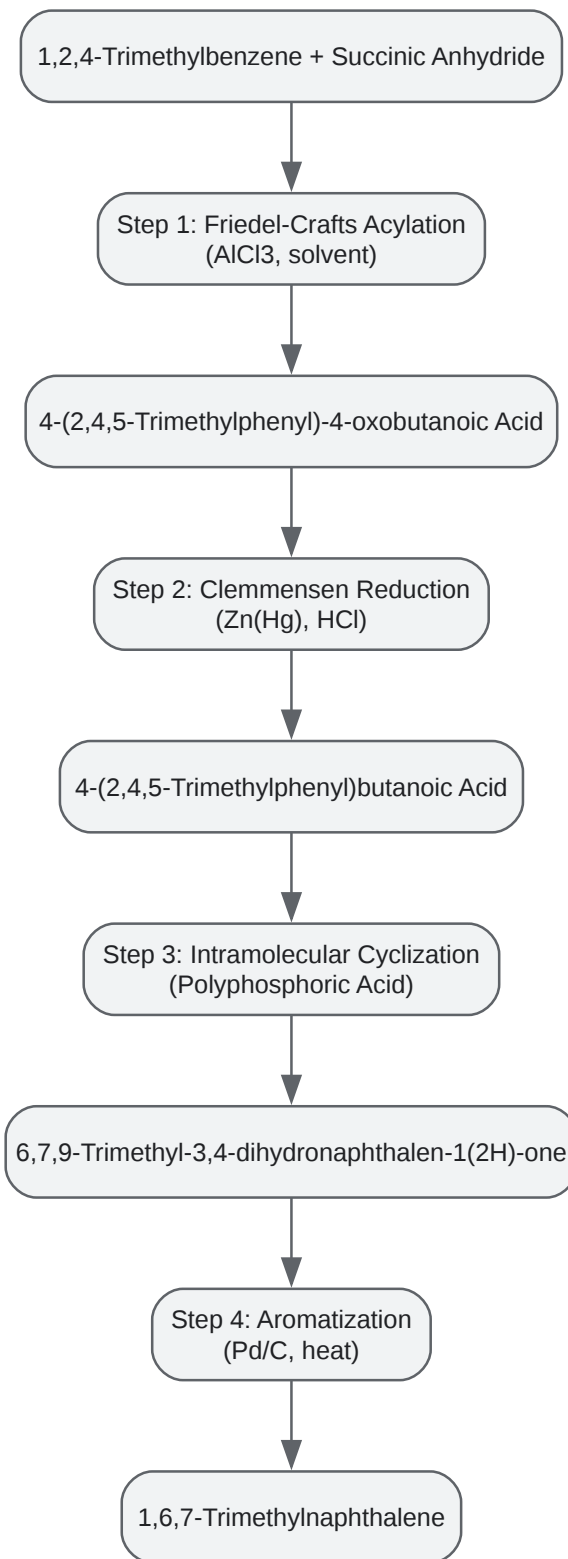 1,2,4-Trimethylbenzene + Succinic Anhydride
Step 1: Friedel-Crafts Acylation
(AlCl3, solvent)
4-(2,4,5-Trimethylphenyl)-4-oxobutanoic Acid
Step 2: Clemmensen Reduction
(Zn(Hg), HCl)
4-(2,4,5-Trimethylphenyl)butanoic Acid
Step 3: Intramolecular Cyclization
(Polyphosphoric Acid)
6,7,9-Trimethyl-3,4-dihydronaphthalen-1(2H)-one
Step 4: Aromatization
(Pd/C, heat)
1,6,7-Trimethylnaphthalene